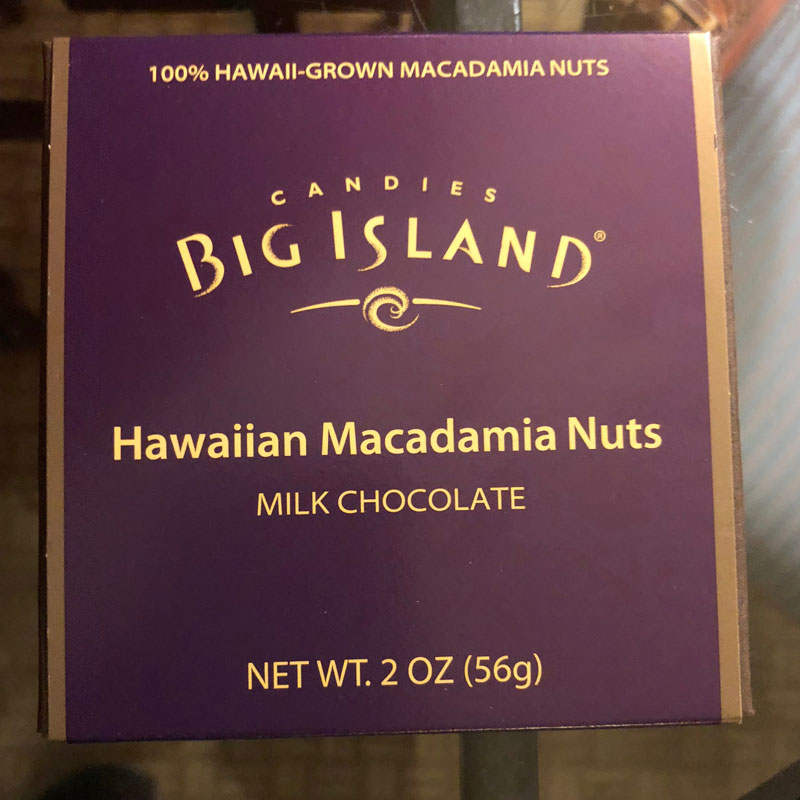 100% HAWAII-GROWN MACADAMIA NUTS
CANDIES
BIG ISLAND®
Hawaiian Macadamia Nuts
MILK CHOCOLATE
NET WT. 2 OZ (56g)